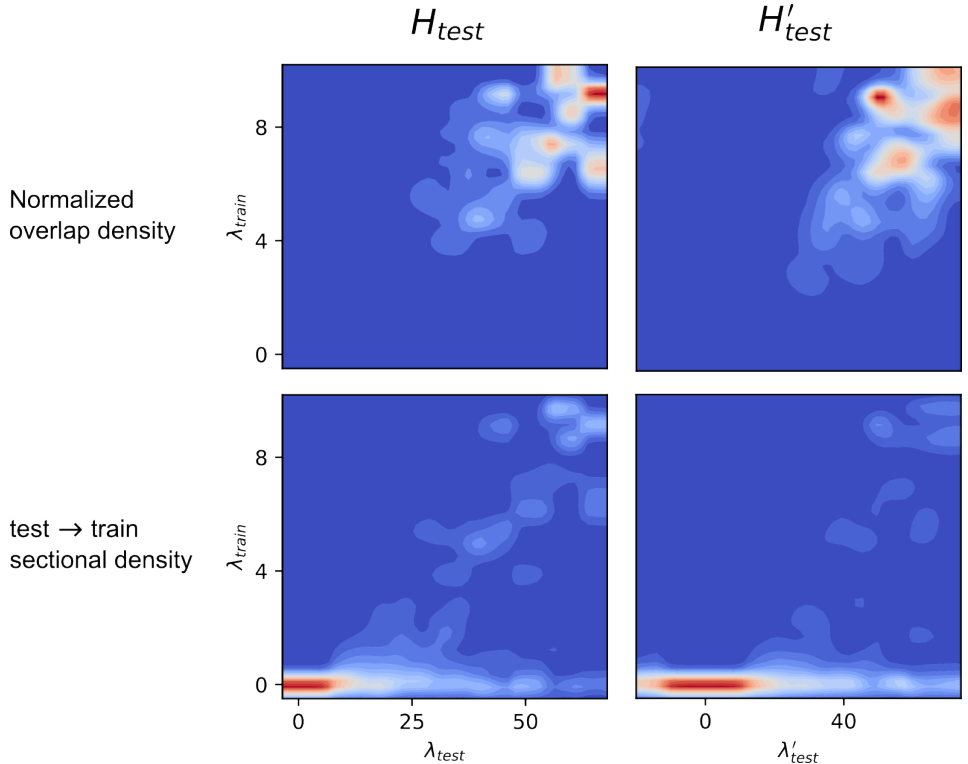 H_test H'_test
Normalized
overlap density
λ_train
8
4
0
test → train
sectional density
λ_train
8
4
0
0 25 50 0 40
λ_test λ'_test